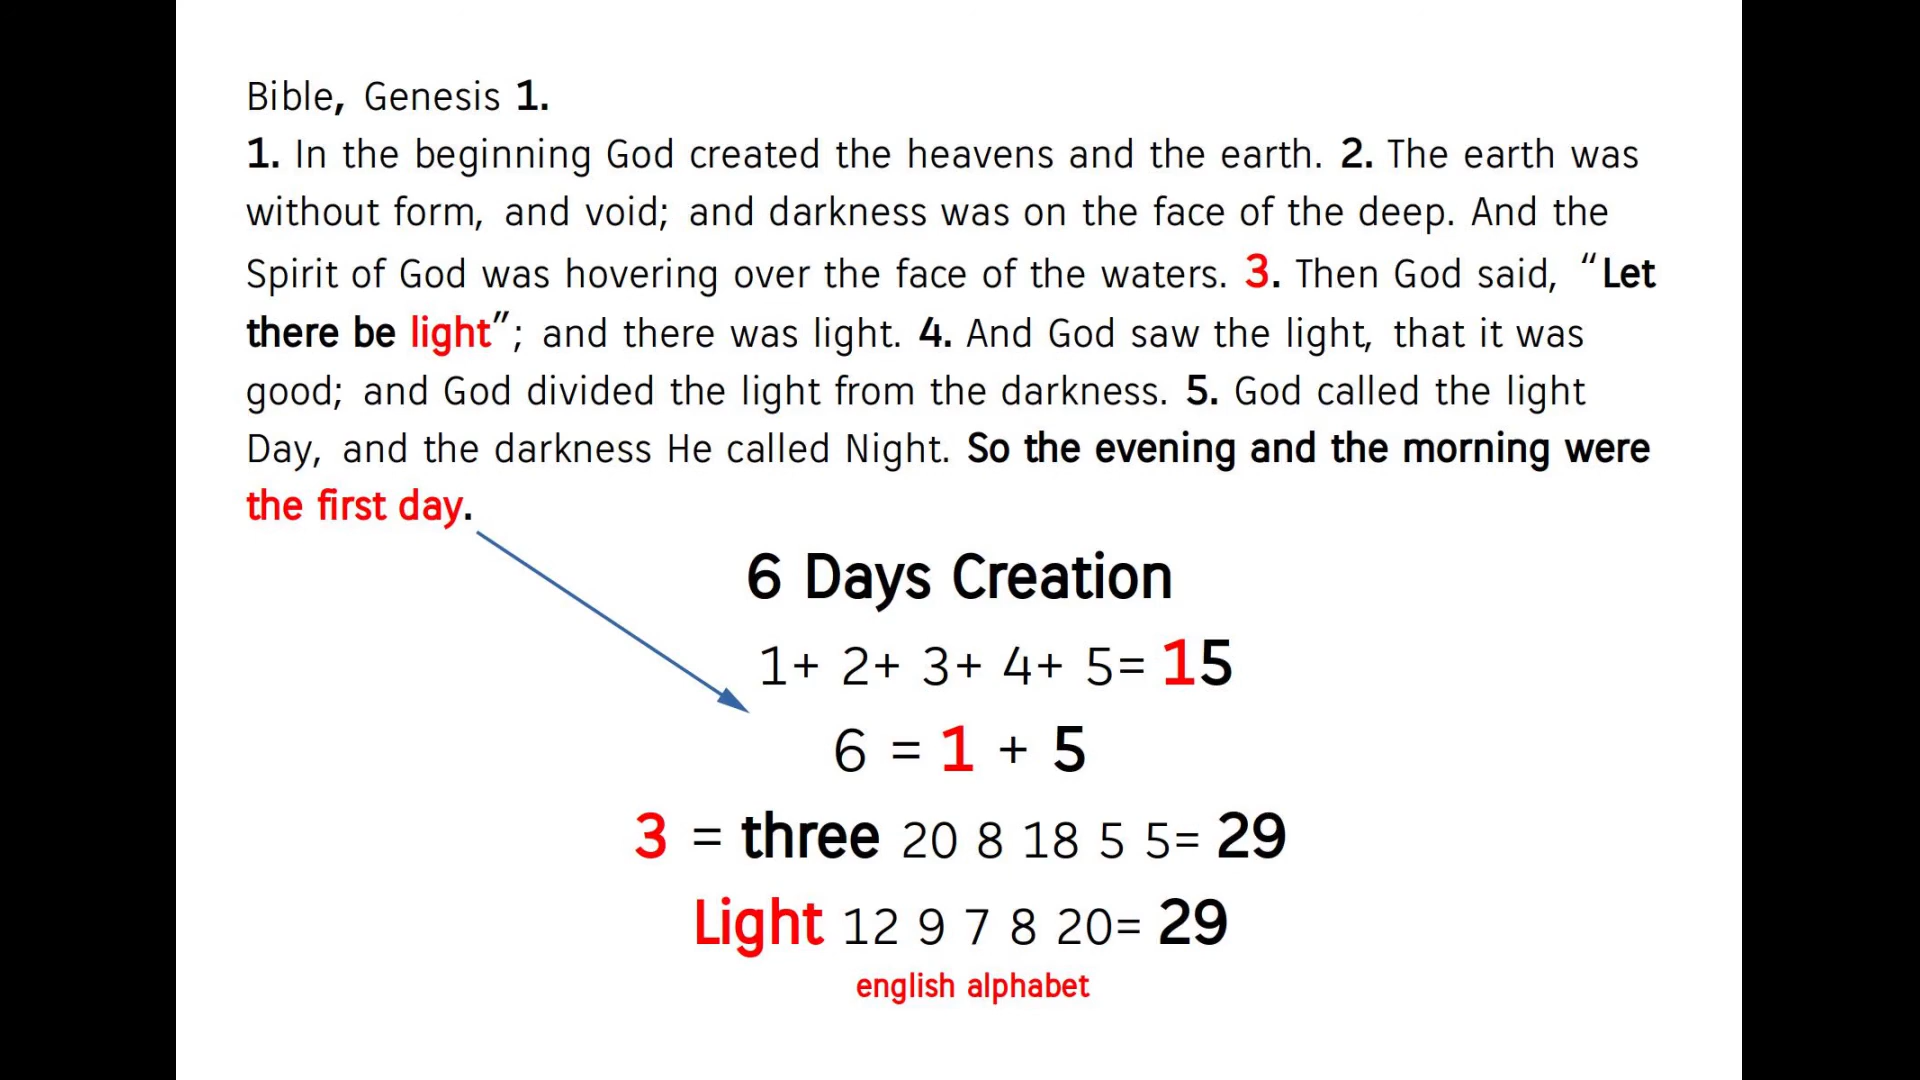 Bible, Genesis 1.
1. In the beginning God created the heavens and the earth. 2. The earth was
without form, and void; and darkness was on the face of the deep. And the
Spirit of God was hovering over the face of the waters. 3. Then God said, “Let
there be light”; and there was light. 4. And God saw the light, that it was
good; and God divided the light from the darkness. 5. God called the light
Day, and the darkness He called Night. So the evening and the morning were
the first day.
6 Days Creation
1+ 2+ 3+ 4+ 5= 15
6 = 1 + 5
3 = three 20 8 18 5 5= 29
Light 12 9 7 8 20= 29
english alphabet